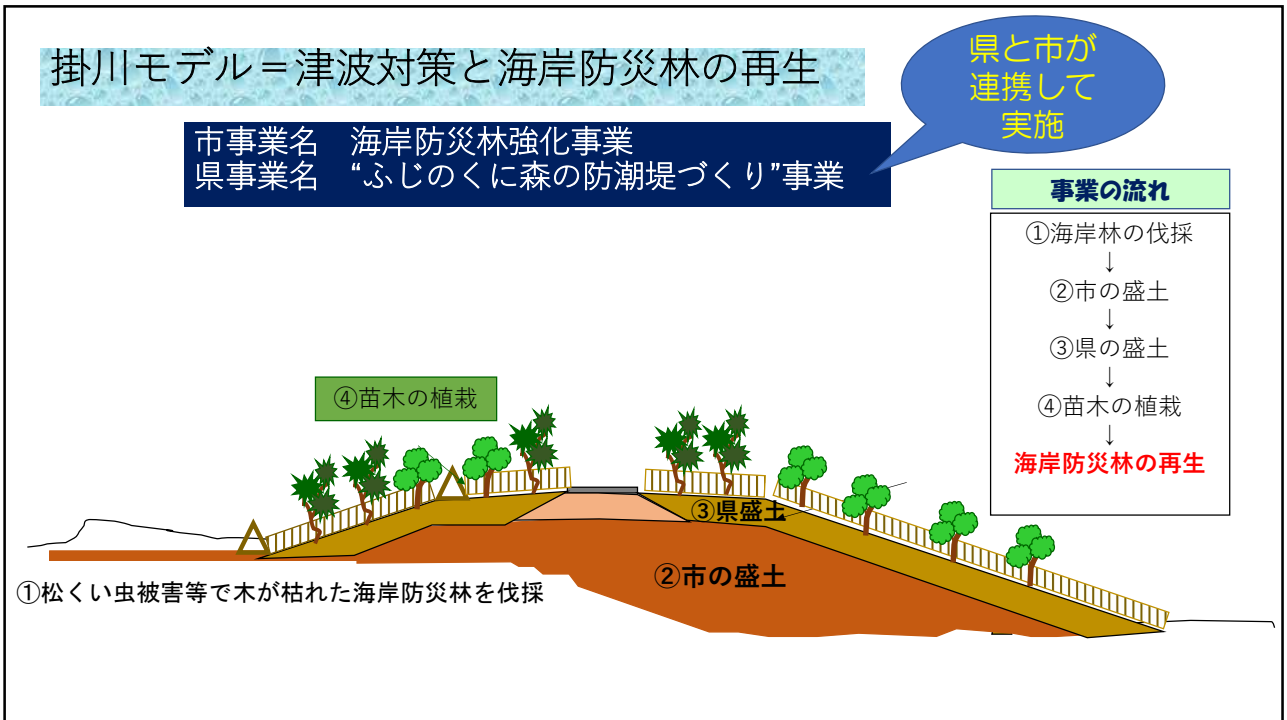 掛川モデル＝津波対策と海岸防災林の再生
県と市が
連携して
実施
市事業名　海岸防災林強化事業
県事業名　“ふじのくに森の防潮堤づくり”事業
事業の流れ
①海岸林の伐採
↓
②市の盛土
↓
③県の盛土
↓
④苗木の植栽
↓
海岸防災林の再生
④苗木の植栽
③県盛土
②市の盛土
①松くい虫被害等で木が枯れた海岸防災林を伐採